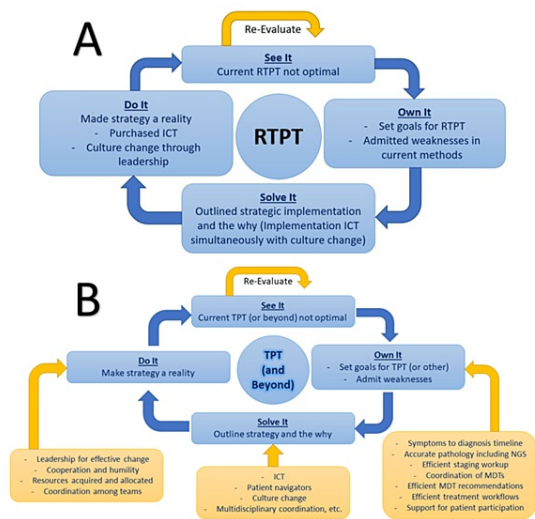 A
Re-Evaluate
See It
Current RTPT not optimal
Do It
Made strategy a reality
- Purchased ICT
- Culture change through
leadership
RTPT
Own It
- Set goals for RTPT
- Admitted weaknesses in
current methods
Solve It
Outlined strategic implementation
and the why (Implementation ICT
simultaneously with culture change)
B
Re-Evaluate
See It
Current TPT (or beyond) not optimal
Do It
Make strategy a reality
TPT
(and
Beyond)
Own It
- Set goals for TPT (or other)
- Admit weaknesses
Solve It
Outline strategy and the why
- Leadership for effective change
- Cooperation and humility
- Resources acquired and allocated
- Coordination among teams
- ICT
- Patient navigators
- Culture change
- Multidisciplinary coordination, etc.
- Symptoms to diagnosis timeline
- Accurate pathology including NGS
- Efficient staging workup
- Coordination of MDTs
- Efficient MDT recommendations
- Efficient treatment workflows
- Support for patient participation